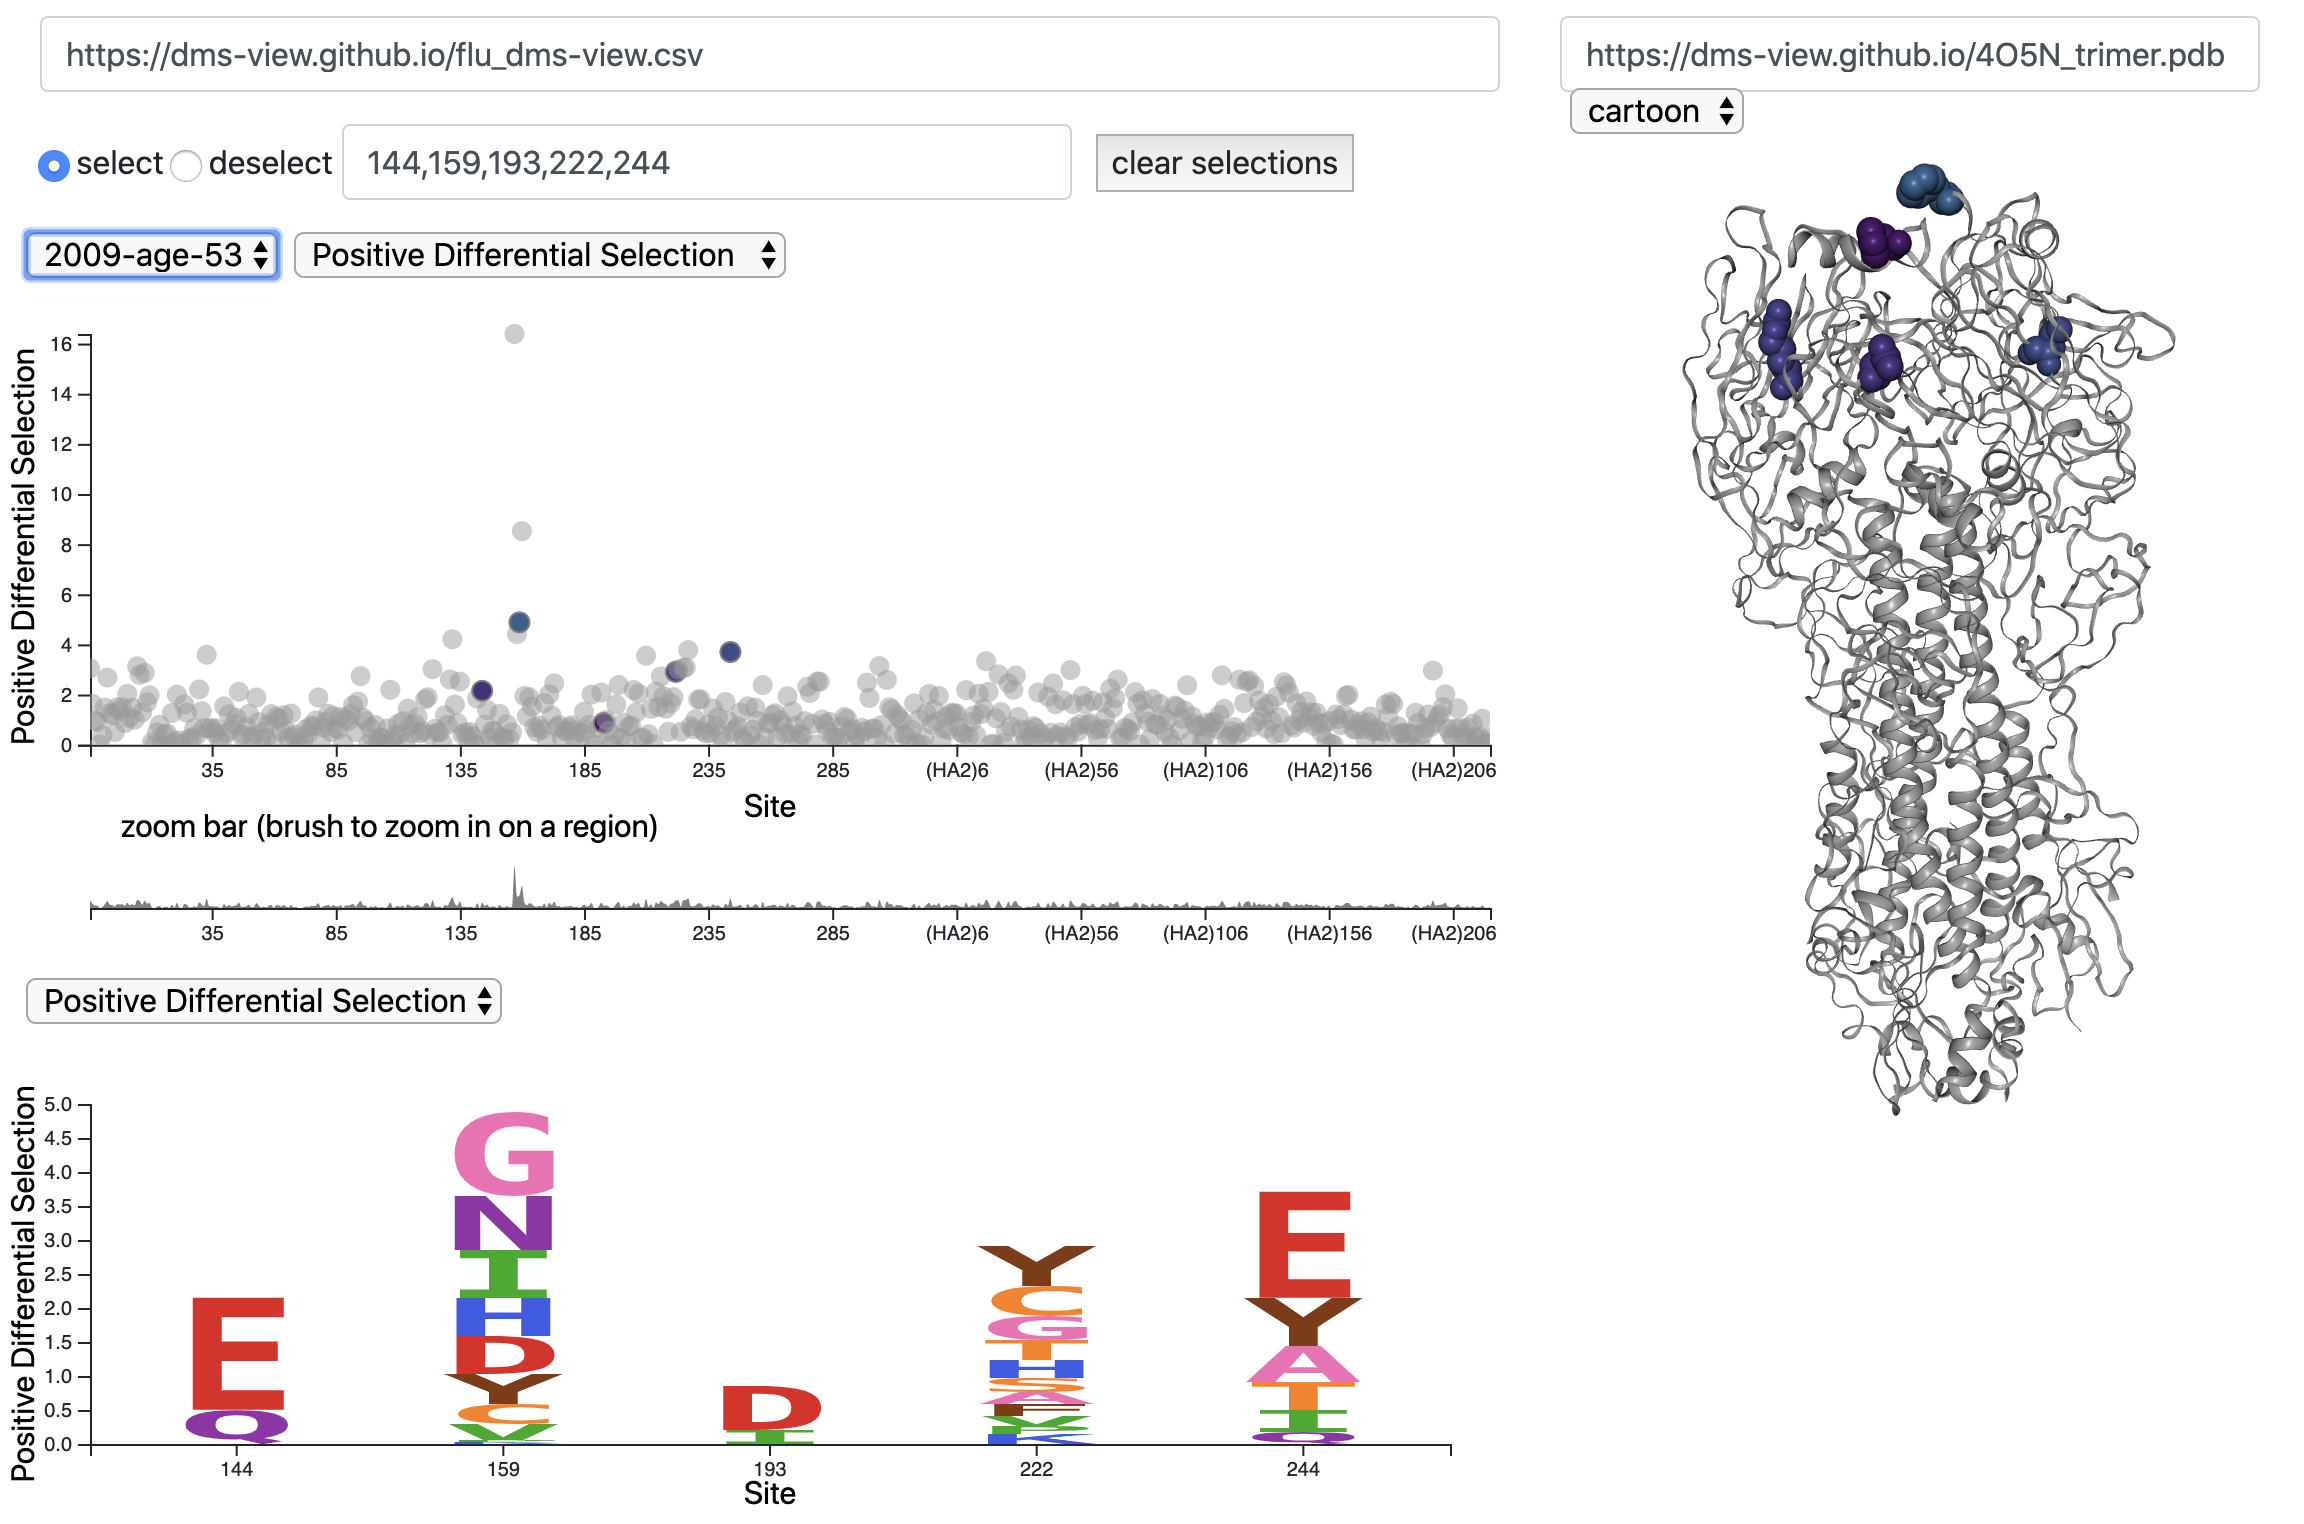 https://dms-view.github.io/flu_dms-view.csv
https://dms-view.github.io/4O5N_trimer.pdb
cartoon
select deselect 144,159,193,222,244 clear selections
2009-age-53 Positive Differential Selection
Positive Differential Selection
16
14
12
10
8
6
4
2
0
35 85 135 185 235 285 (HA2)6 (HA2)56 (HA2)106 (HA2)156 (HA2)206
Site
zoom bar (brush to zoom in on a region)
35 85 135 185 235 285 (HA2)6 (HA2)56 (HA2)106 (HA2)156 (HA2)206
Positive Differential Selection
Positive Differential Selection
5.0
4.5
4.0
3.5
3.0
2.5
2.0
1.5
1.0
0.5
0.0
E
Q
G
N
I
H
D
Y
C
V
D
I
Y
C
G
T
H
S
A
F
V
K
E
Y
A
T
I
Q
144 159 193 222 244
Site